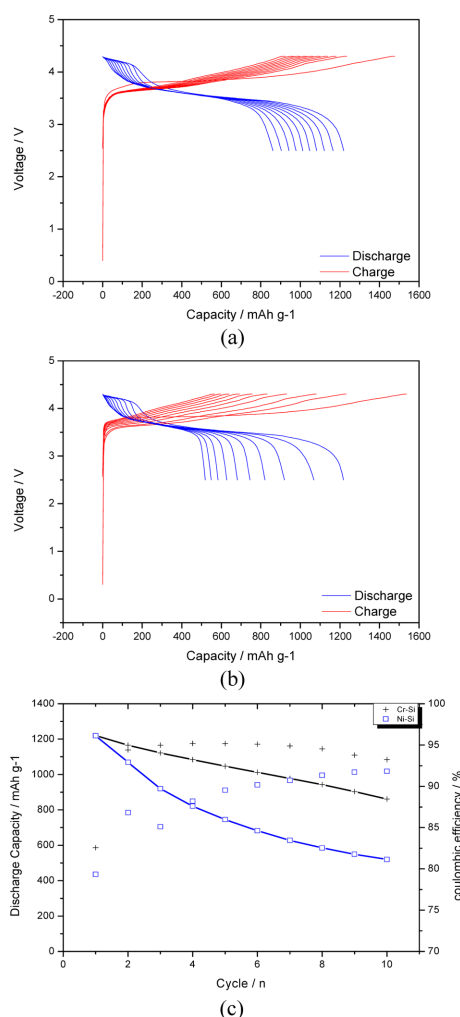 5
4
3
2
1
0
Voltage / V
Discharge
Charge
-200 0 200 400 600 800 1000 1200 1400 1600
Capacity / mAh g-1
(a)
5
4
3
2
1
0
Voltage / V
Discharge
Charge
-200 0 200 400 600 800 1000 1200 1400 1600
Capacity / mAh g-1
(b)
1400
1200
1000
800
600
400
200
0
Discharge Capacity / mAh g-1
Cr-Si
Ni-Si
100
95
90
85
80
75
70
coulombic efficiency / %
0 2 4 6 8 10
Cycle / n
(c)